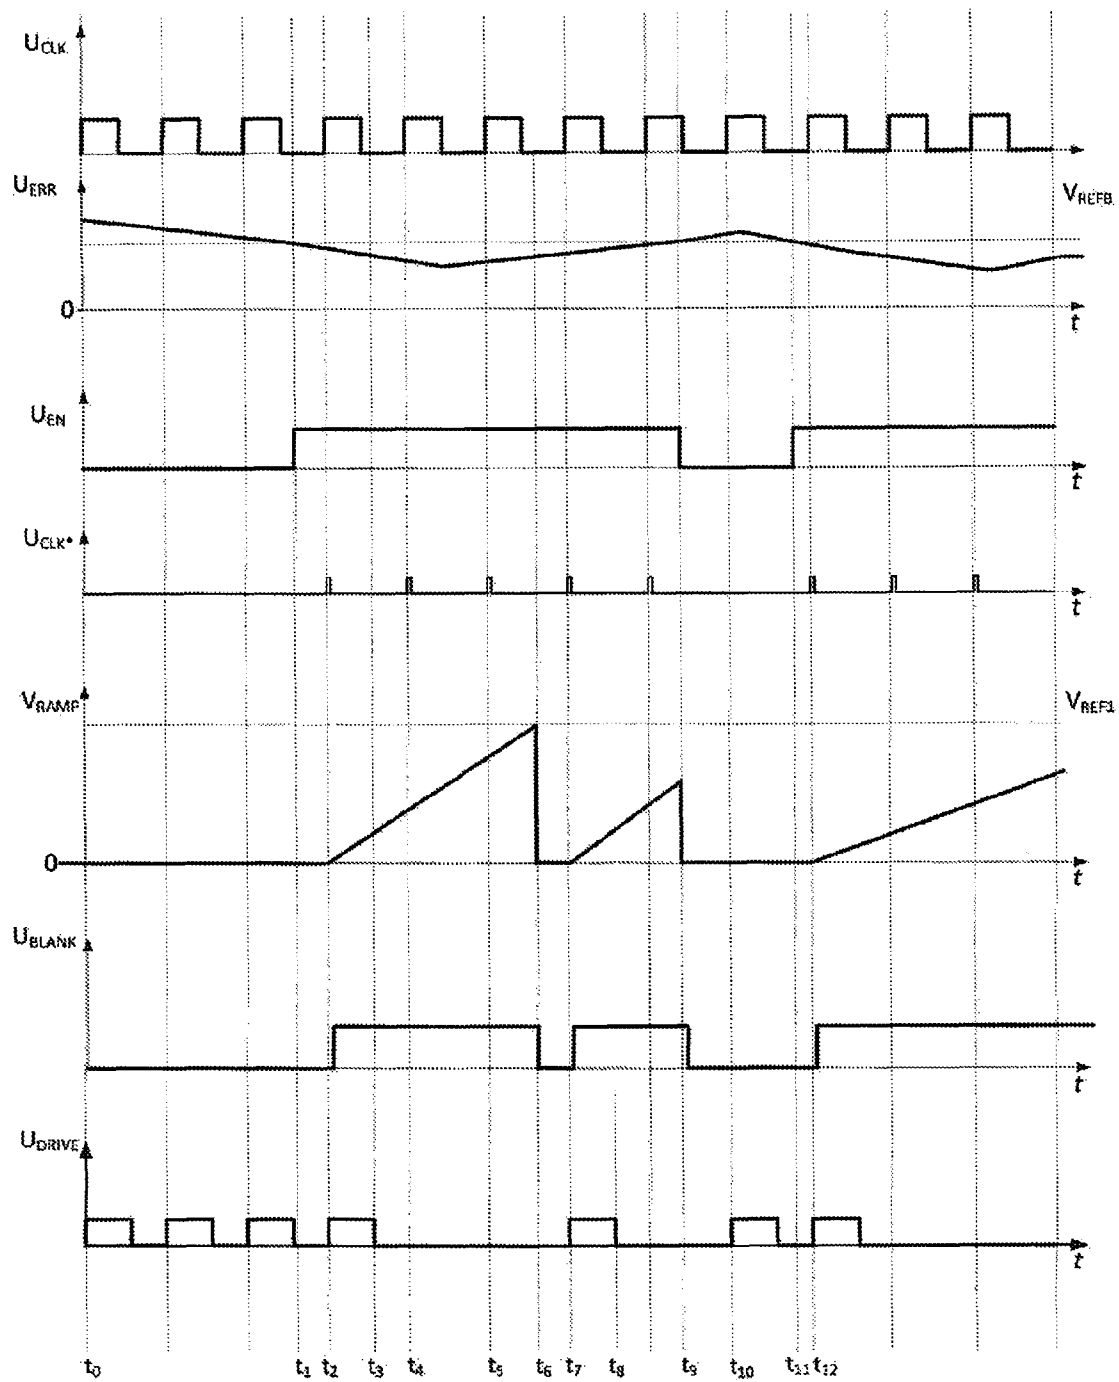 U_CLK
U_ERR
V_REFB
0
t
U_EN
t
U_CLK*
t
V_RAMP
V_REF1
0
t
U_BLANK
t
U_DRIVE
t
t_0 t_1 t_2 t_3 t_4 t_5 t_6 t_7 t_8 t_9 t_10 t_11 t_12